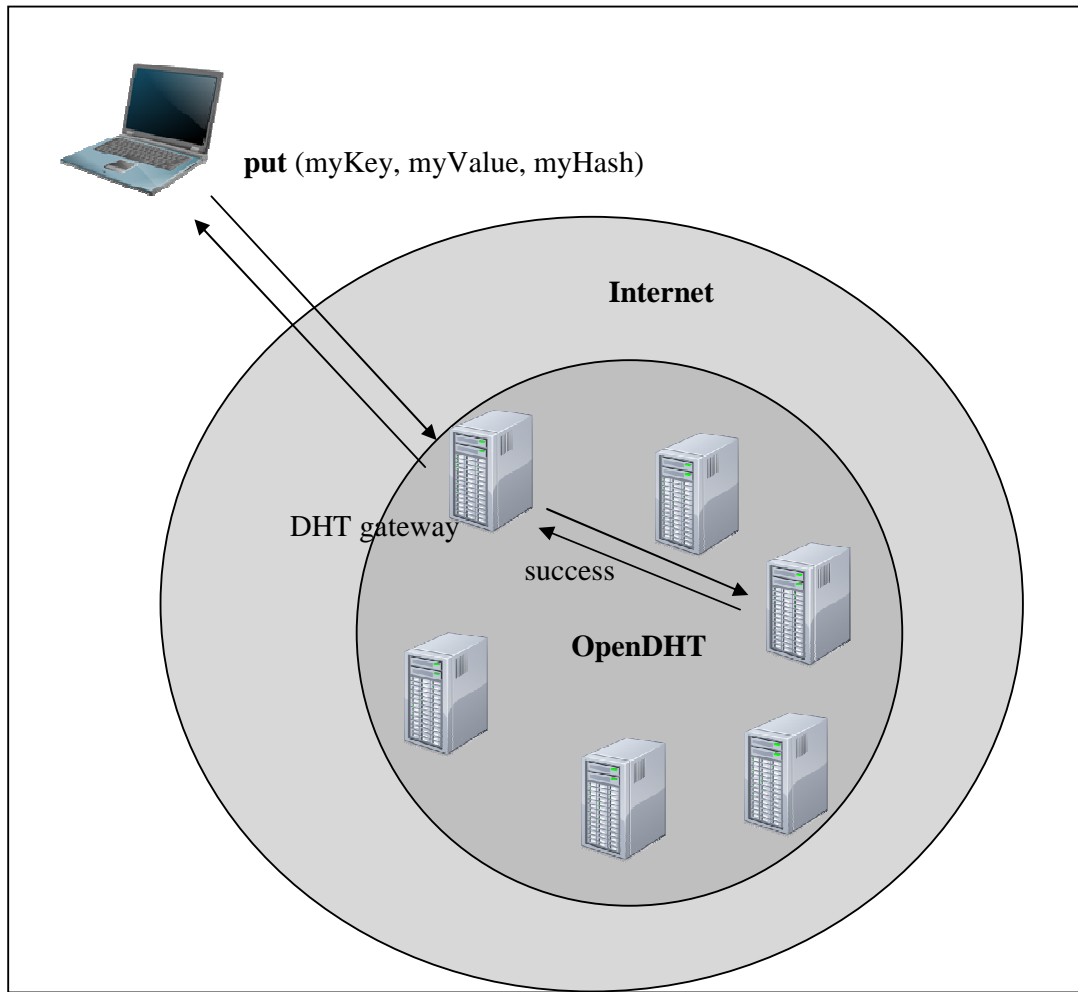 put (myKey, myValue, myHash)
Internet
DHT gateway
success
OpenDHT